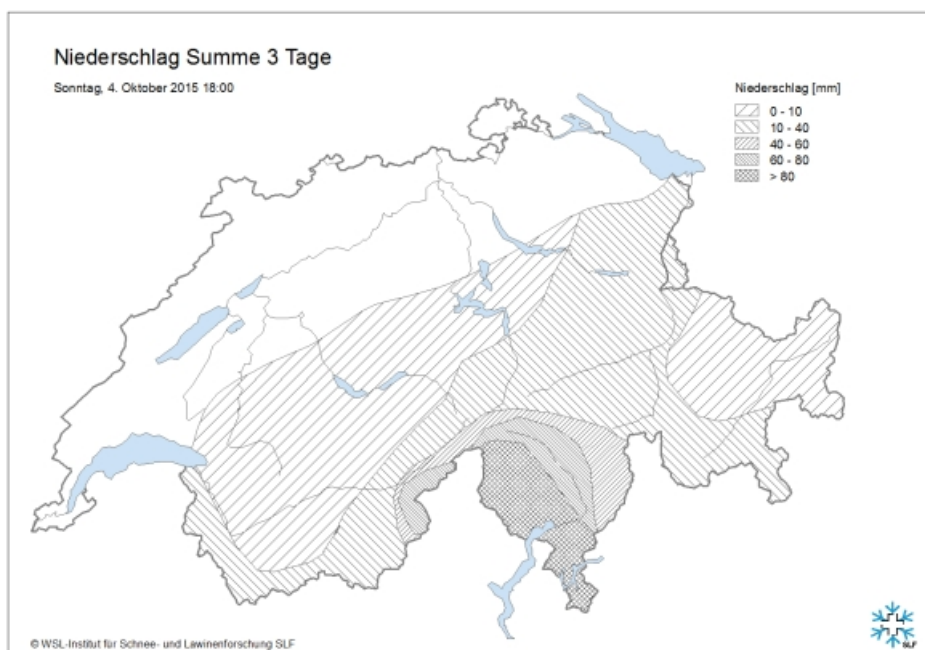 Niederschlag Summe 3 Tage
Sonntag, 4. Oktober 2015 18:00
Niederschlag [mm]
0 - 10
10 - 40
40 - 60
60 - 80
> 80
© WSL-Institut für Schnee- und Lawinenforschung SLF
SLF